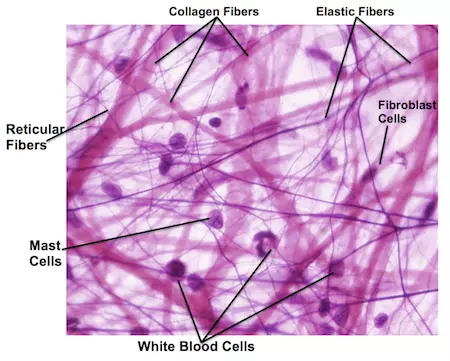 Collagen Fibers
Elastic Fibers
Fibroblast
Cells
Reticular
Fibers
Mast
Cells
White Blood Cells